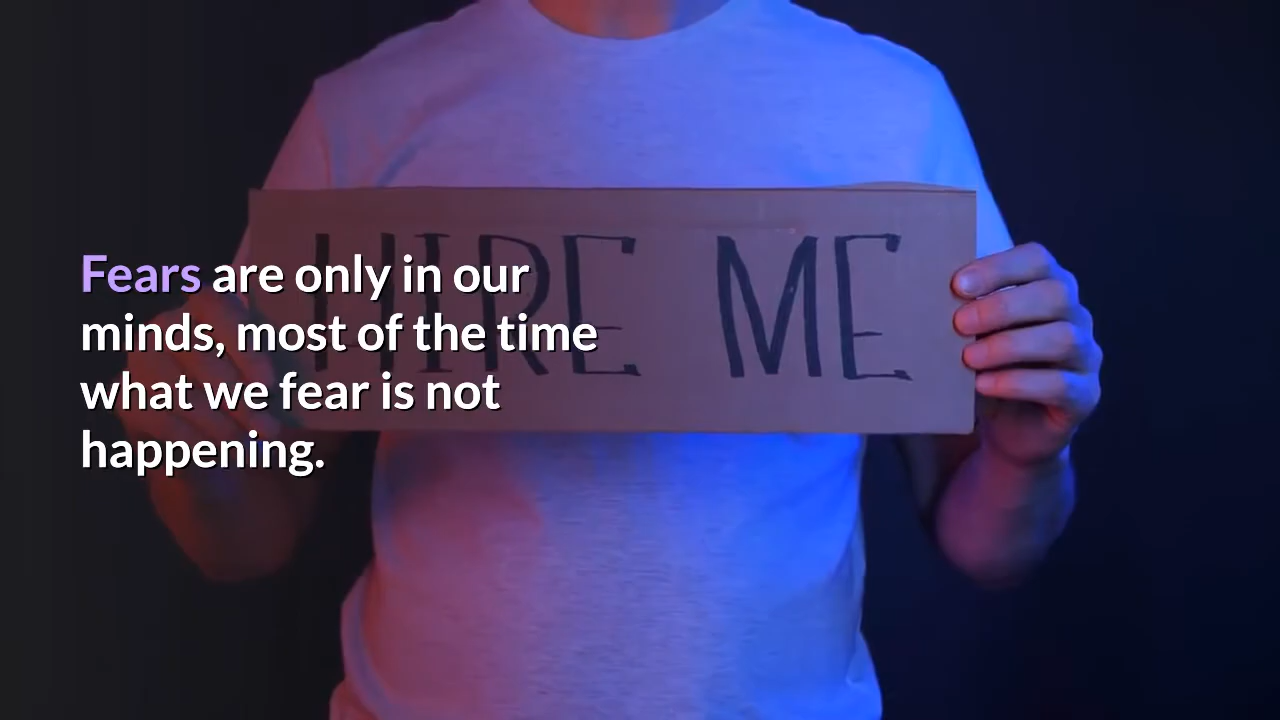 HIRE ME
Fears are only in our
minds, most of the time
what we fear is not
happening.